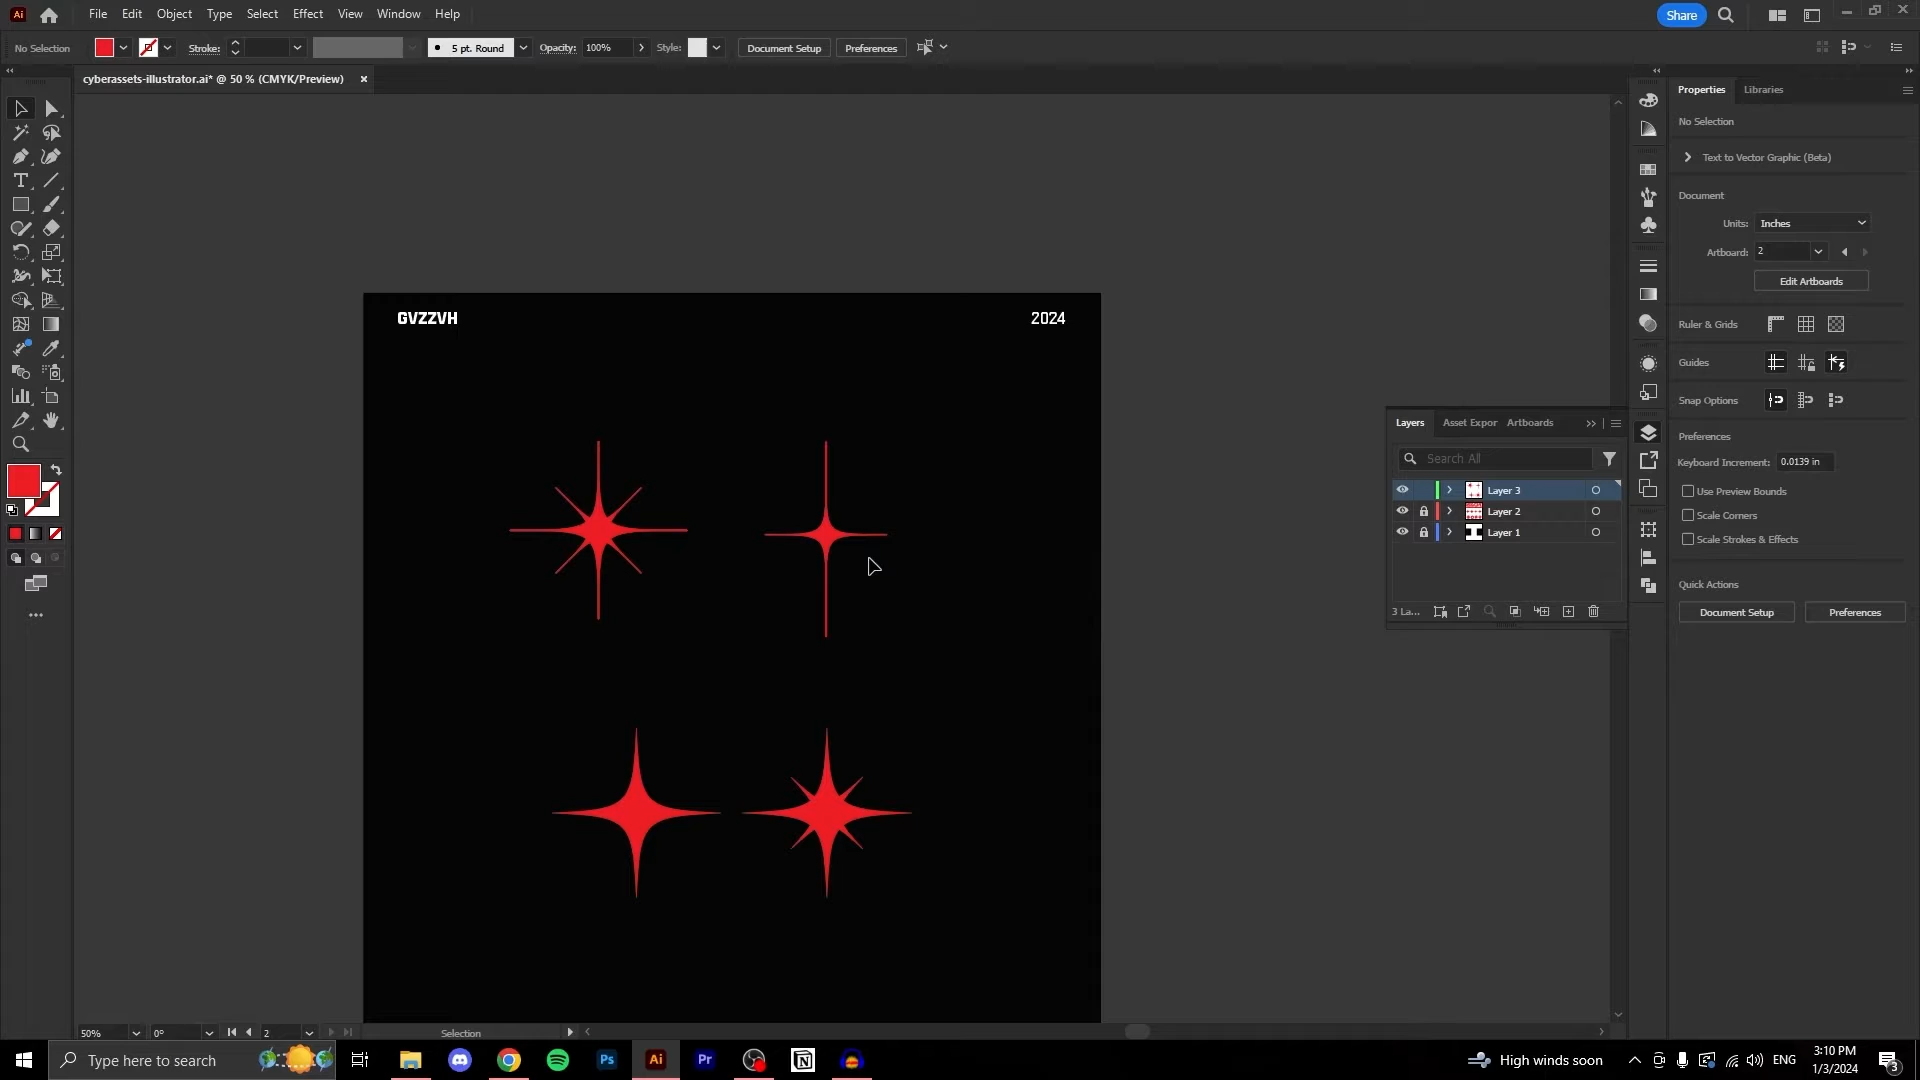 Ai File Edit Object Type Select Effect View Window Help Share
No Selection Stroke: 5 pt. Round Opacity: 100% Style: Document Setup Preferences
cyberassets-illustrator.ai* @ 50 % (CMYK/Preview) ×
Properties Libraries
No Selection
Text to Vector Graphic (Beta)
Document
Units: Inches
Artboard: 2
Edit Artboards
Ruler & Grids
Guides
Snap Options
Preferences
Keyboard Increment: 0.0139 in
Use Preview Bounds
Scale Corners
Scale Strokes & Effects
Quick Actions
Document Setup Preferences
GVZZVH 2024
Layers Asset Expor Artboards
Search All
Layer 3
Layer 2
Layer 1
3 La...
50% 0° 2 Selection
Type here to search Ps Ai Pr High winds soon ENG 3:10 PM
1/3/2024 3